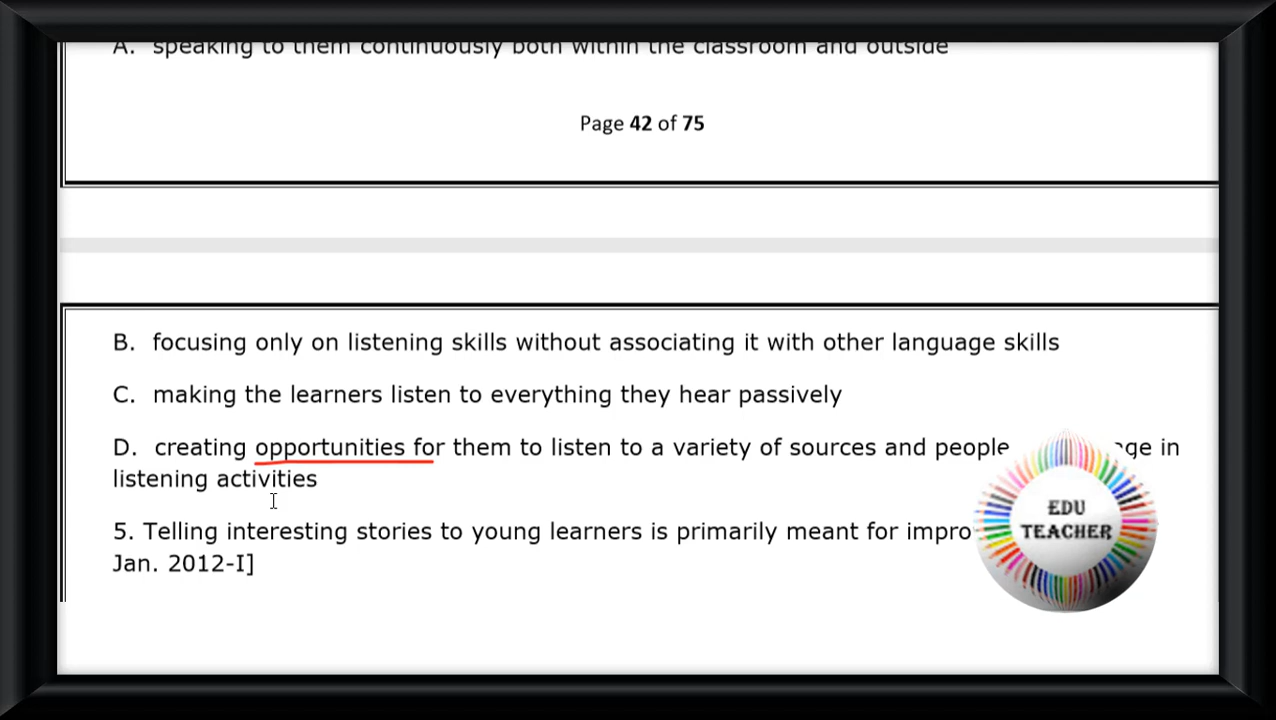 A. speaking to them continuously both within the classroom and outside
Page 42 of 75
B. focusing only on listening skills without associating it with other language skills
C. making the learners listen to everything they hear passively
D. creating opportunities for them to listen to a variety of sources and people in
listening activities
5. Telling interesting stories to young learners is primarily meant for
Jan. 2012-I]
EDU
TEACHER